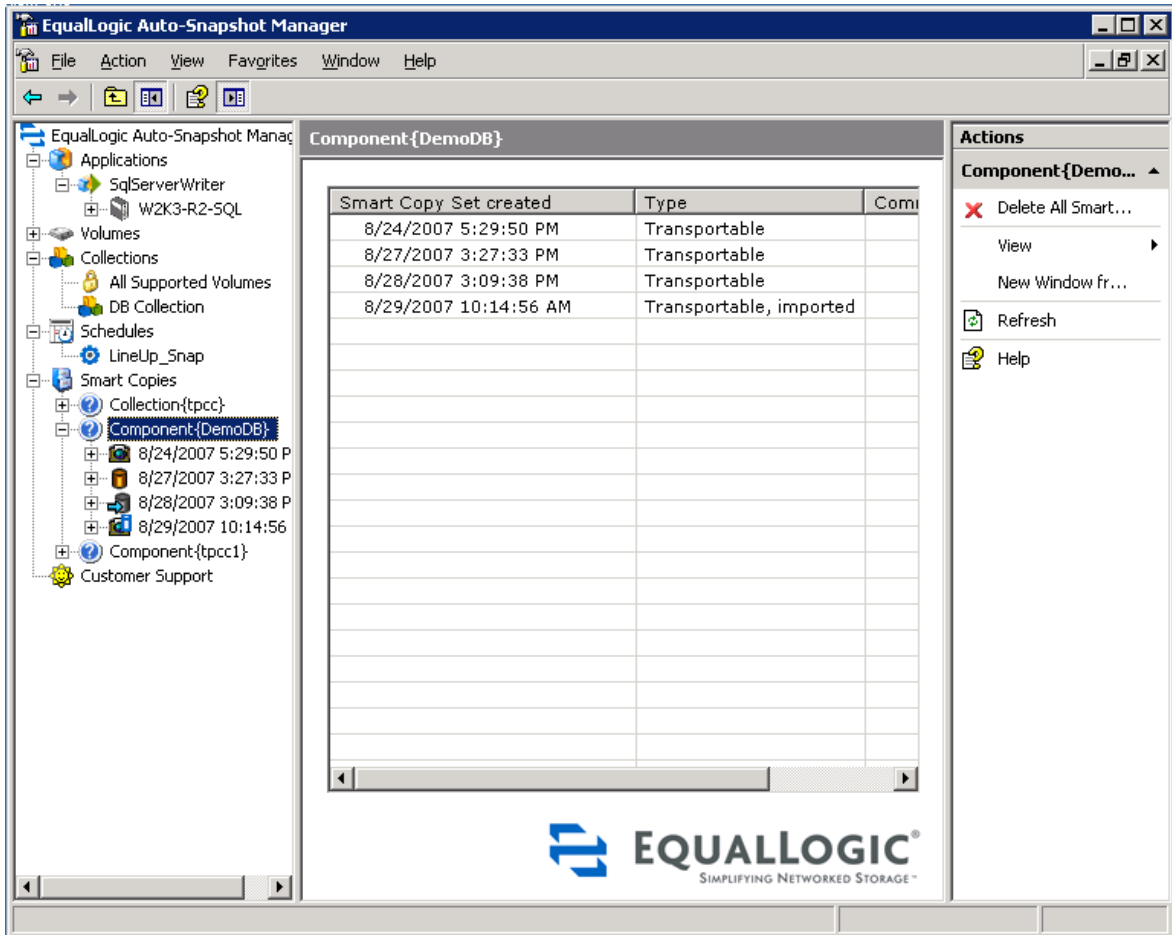 EqualLogic Auto-Snapshot Manager
File Action View Favorites Window Help
EqualLogic Auto-Snapshot Manag
Applications
SqlServerWriter
W2K3-R2-SQL
Volumes
Collections
All Supported Volumes
DB Collection
Schedules
LineUp_Snap
Smart Copies
Collection{tpcc}
Component{DemoDB}
8/24/2007 5:29:50 P
8/27/2007 3:27:33 P
8/28/2007 3:09:38 P
8/29/2007 10:14:56
Component{tpcc1}
Customer Support
Component{DemoDB}
Smart Copy Set created Type Comm
8/24/2007 5:29:50 PM Transportable
8/27/2007 3:27:33 PM Transportable
8/28/2007 3:09:38 PM Transportable
8/29/2007 10:14:56 AM Transportable, imported
EQUALLOGIC®
SIMPLIFYING NETWORKED STORAGE™
Actions
Component{Demo...
Delete All Smart...
View
New Window fr...
Refresh
Help